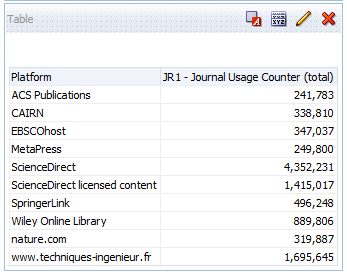 Table
Platform JR1 - Journal Usage Counter (total)
ACS Publications 241,783
CAIRN 338,810
EBSCOhost 347,037
MetaPress 249,800
ScienceDirect 4,352,231
ScienceDirect licensed content 1,415,017
SpringerLink 496,248
Wiley Online Library 889,806
nature.com 319,887
www.techniques-ingenieur.fr 1,695,645